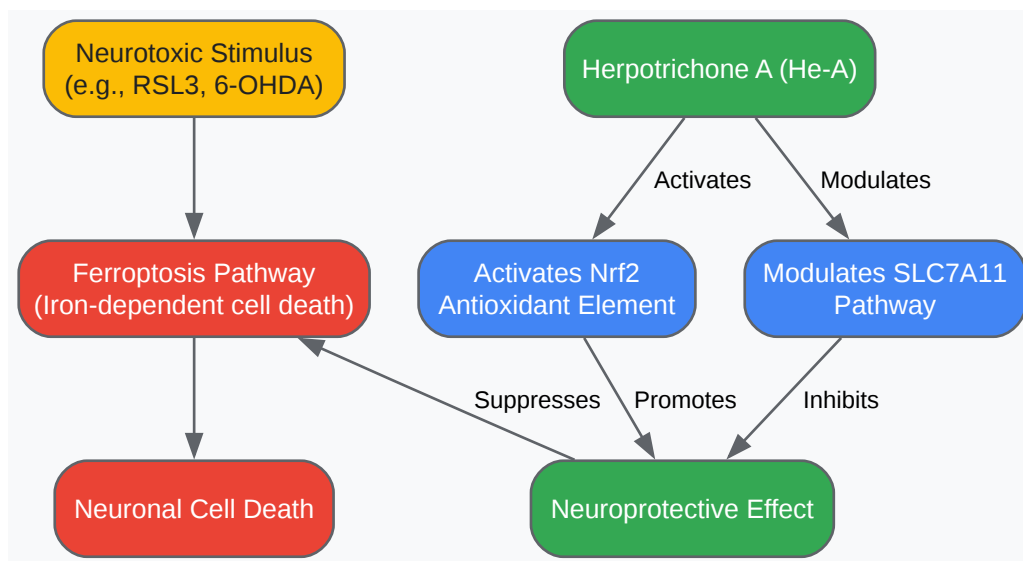 Neurotoxic Stimulus
(e.g., RSL3, 6-OHDA)
Herpotrichone A (He-A)
Activates
Modulates
Ferroptosis Pathway
(Iron-dependent cell death)
Activates Nrf2
Antioxidant Element
Modulates SLC7A11
Pathway
Suppresses
Promotes
Inhibits
Neuronal Cell Death
Neuroprotective Effect